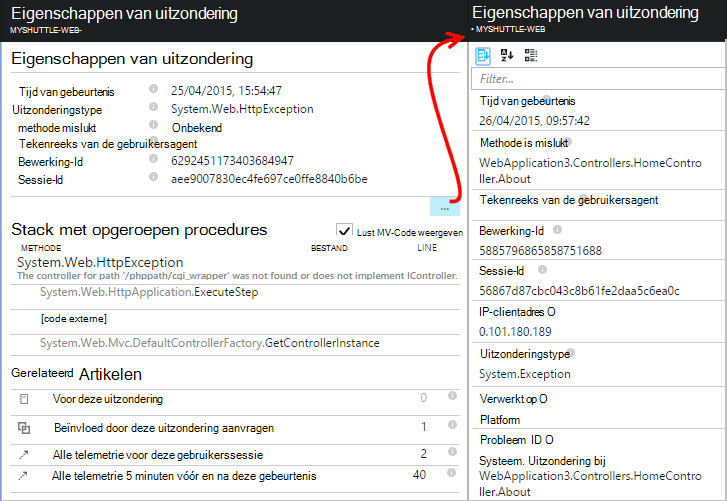 Eigenschappen van uitzondering
MYSHUTTLE-WEB-
Eigenschappen van uitzondering
Tijd van gebeurtenis 25/04/2015, 15:54:47
Uitzonderingstype System.Web.HttpException
methode mislukt Onbekend
Tekenreeks van de gebruikersagent
Bewerking-Id 6292451173403684947
Sessie-Id aee9007830ec4fe697ce0ffe8840b6be
...
Stack met opgeroepen procedures Lust MV-Code weergeven
METHODE BESTAND LINE
System.Web.HttpException
The controller for path '/phppath/cgi_wrapper' was not found or does not implement IController.
System.Web.HttpApplication.ExecuteStep
[code externe]
System.Web.Mvc.DefaultControllerFactory.GetControllerInstance
Gerelateerd Artikelen
Voor deze uitzondering 0
Beïnvloed door deze uitzondering aanvragen 1
Alle telemetrie voor deze gebruikerssessie 2
Alle telemetrie 5 minuten vóór en na deze gebeurtenis 40
Eigenschappen van uitzondering
• MYSHUTTLE-WEB
Filter...
Tijd van gebeurtenis
26/04/2015, 09:57:42
Methode is mislukt
WebApplication3.Controllers.HomeContro
ller.About
Tekenreeks van de gebruikersagent
Bewerking-Id
5885796865858751688
Sessie-Id
56867d87cbc043c8b61fe2daa5c6ea0c
IP-clientadres O
0.101.180.189
Uitzonderingstype
System.Exception
Verwerkt op O
Platform
Probleem ID O
Systeem. Uitzondering bij
WebApplication3.Controllers.HomeContro
ller.About